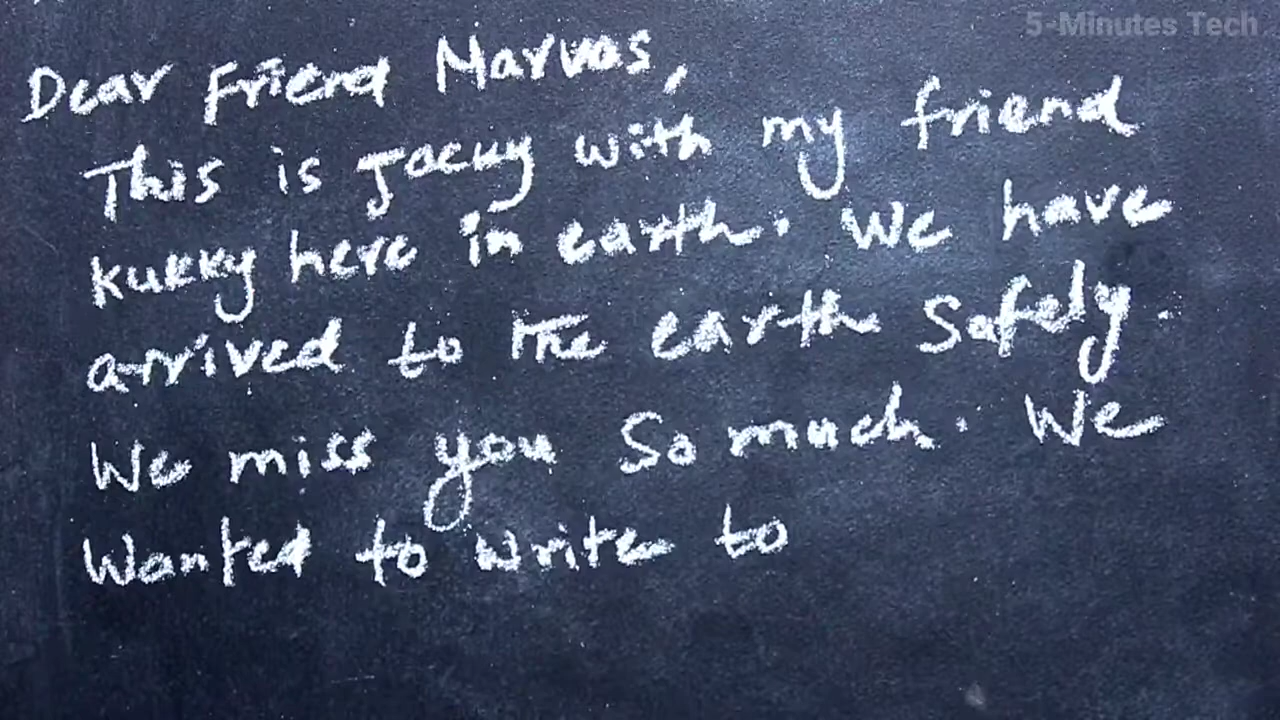 5-Minutes Tech
Dear Friend Marvas,
This is Jacky with my friend
kukky here in earth. We have
arrived to the earth Safely.
We miss you So much. We
Wanted to write to